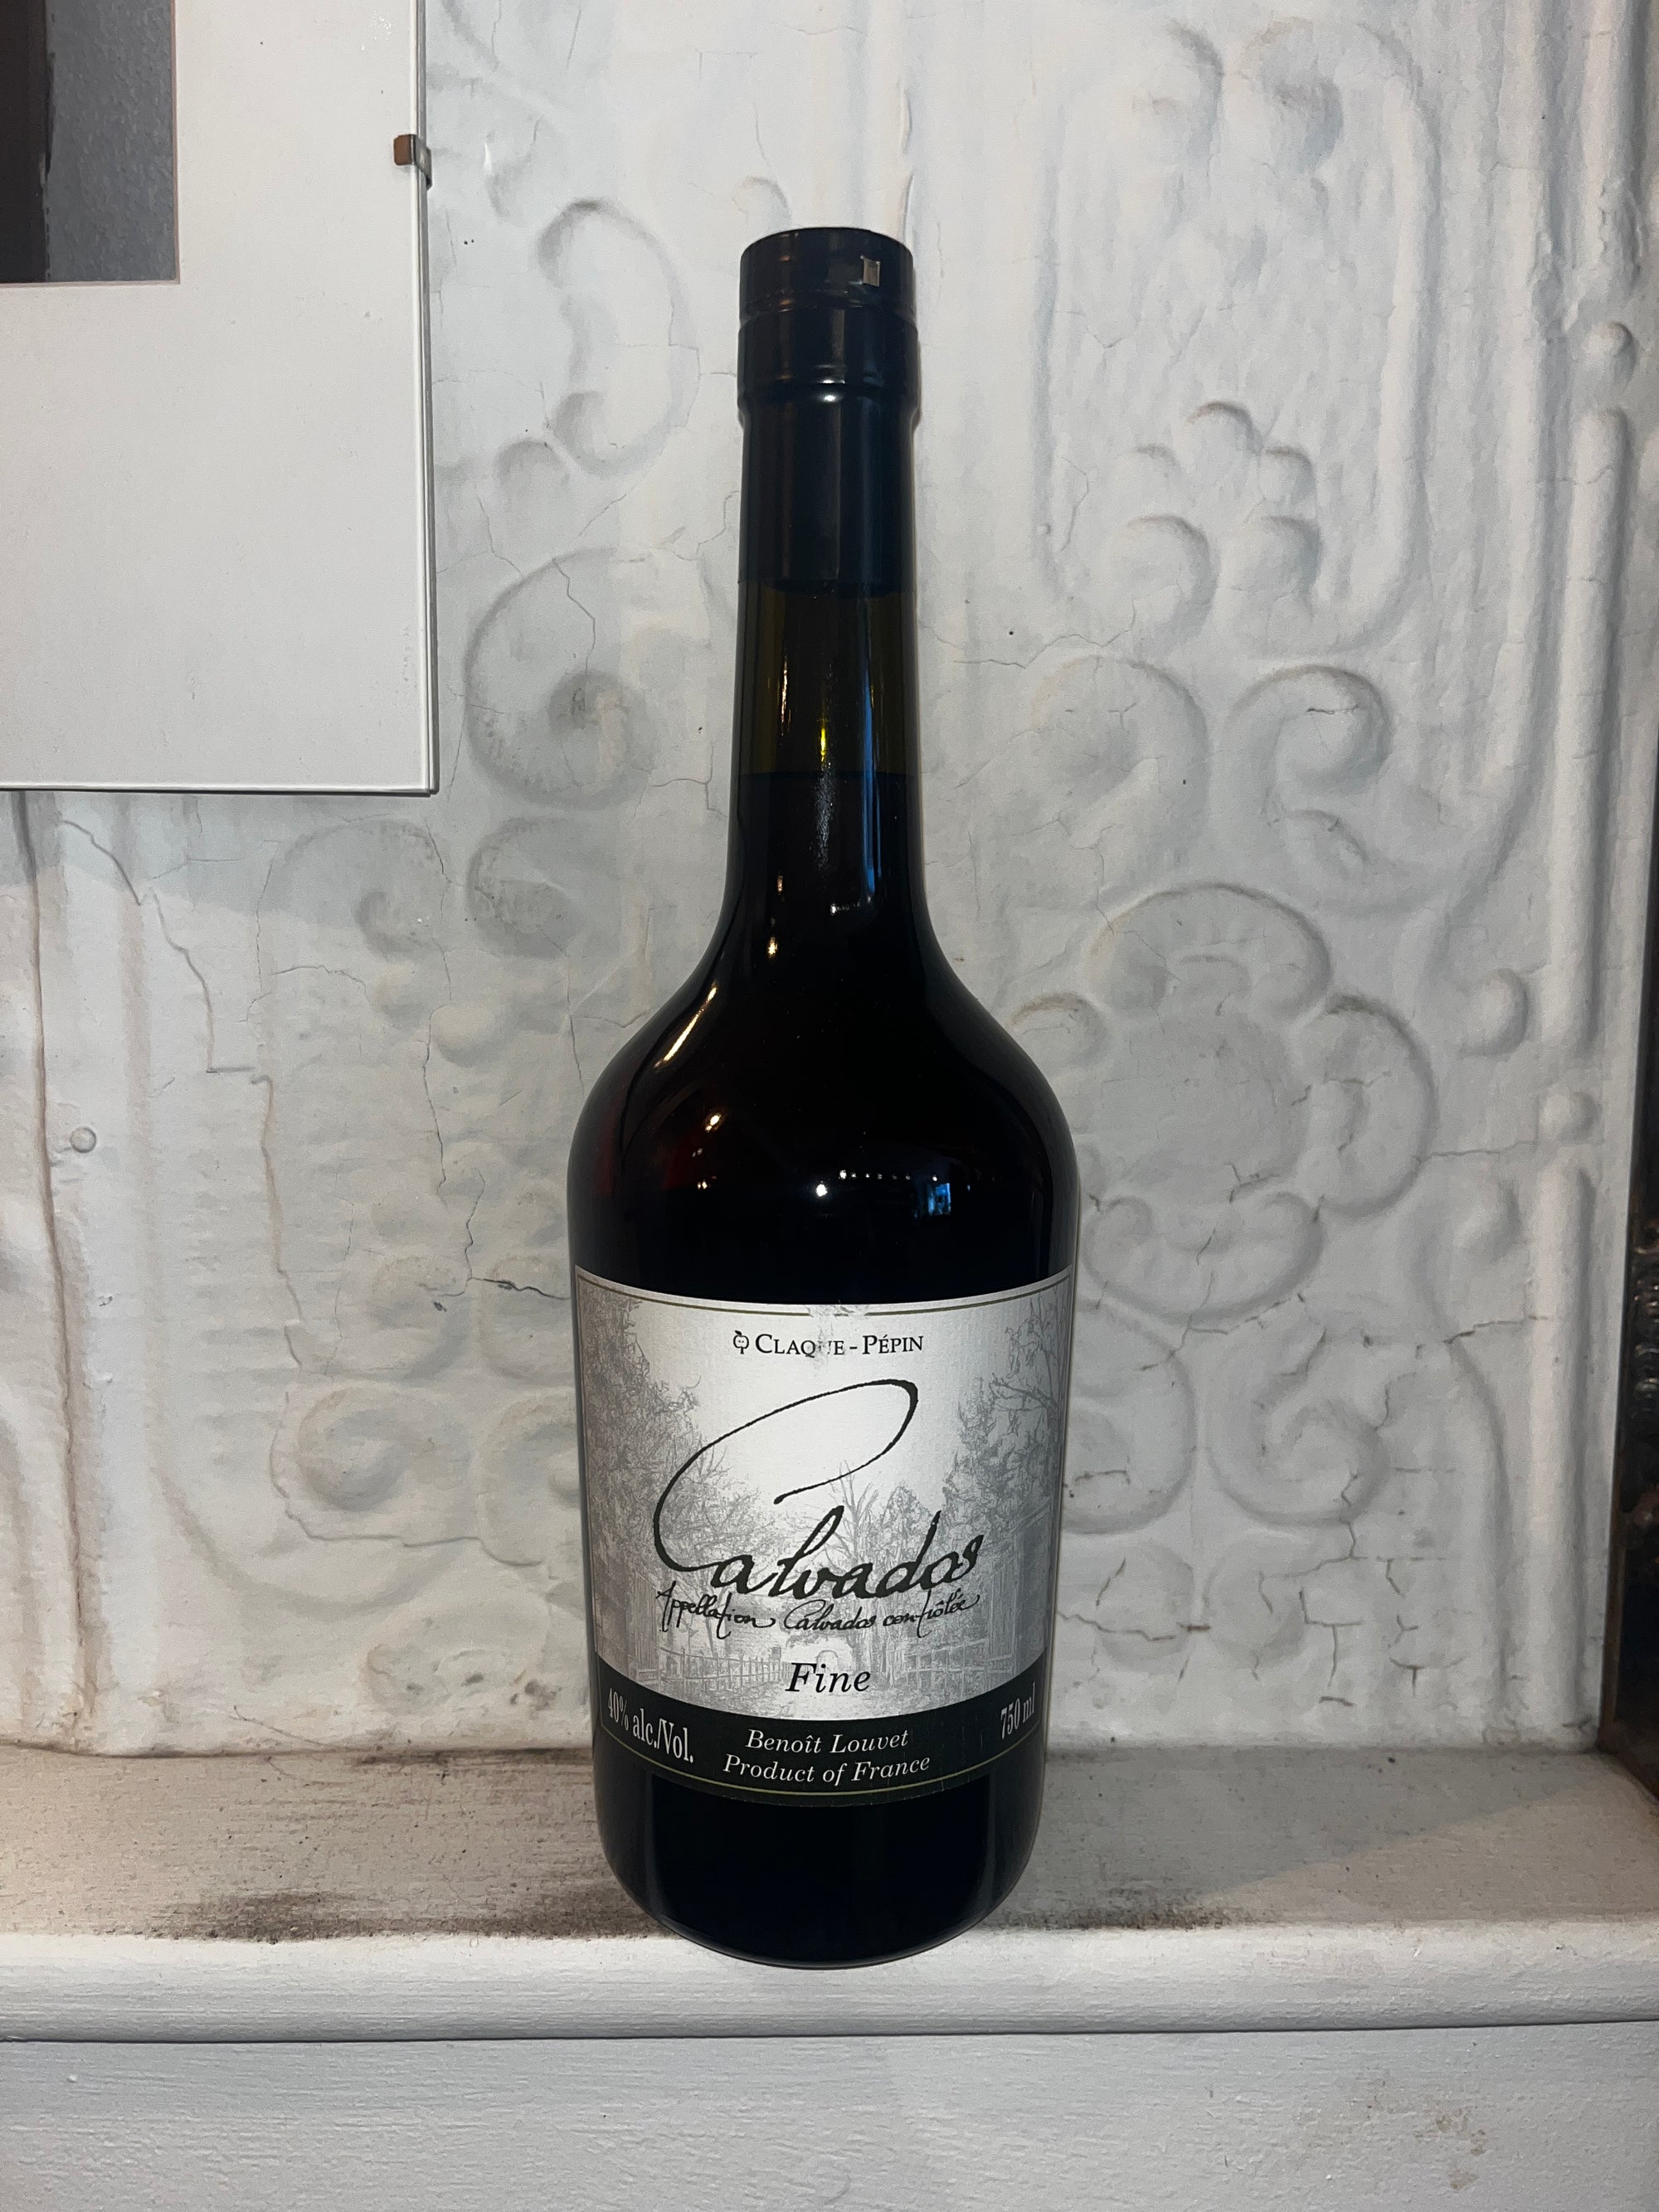 CLAQUE-PÉPIN
Calvados
Appellation Calvados contrôlée
Fine
40% alc./Vol.
Benoît Louvet
Product of France
750 ml